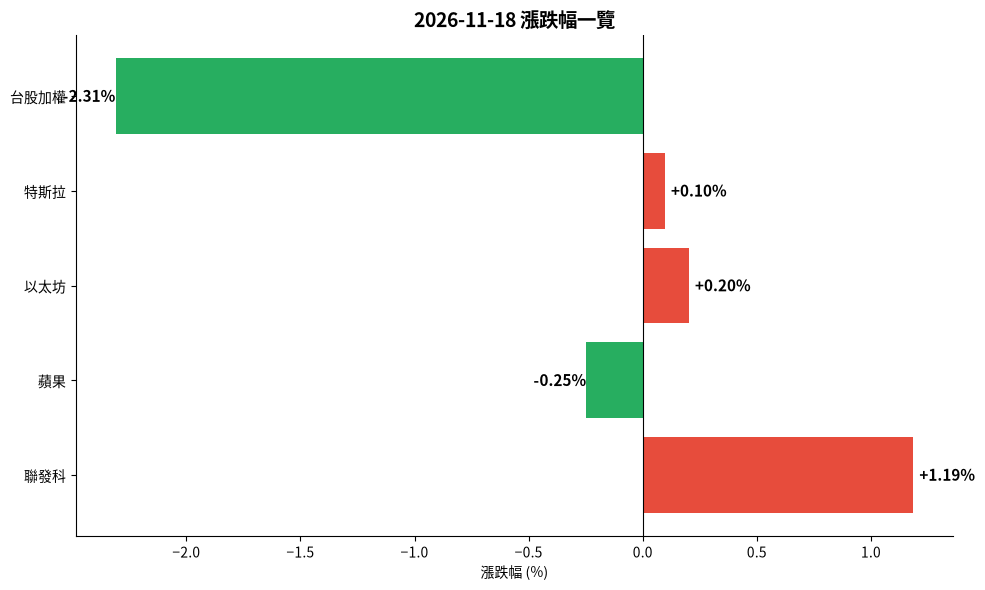 2026-11-18 漲跌幅一覽
台股加權 -2.31%
特斯拉 +0.10%
以太坊 +0.20%
蘋果 -0.25%
聯發科 +1.19%
−2.0 −1.5 −1.0 −0.5 0.0 0.5 1.0
漲跌幅 (%)